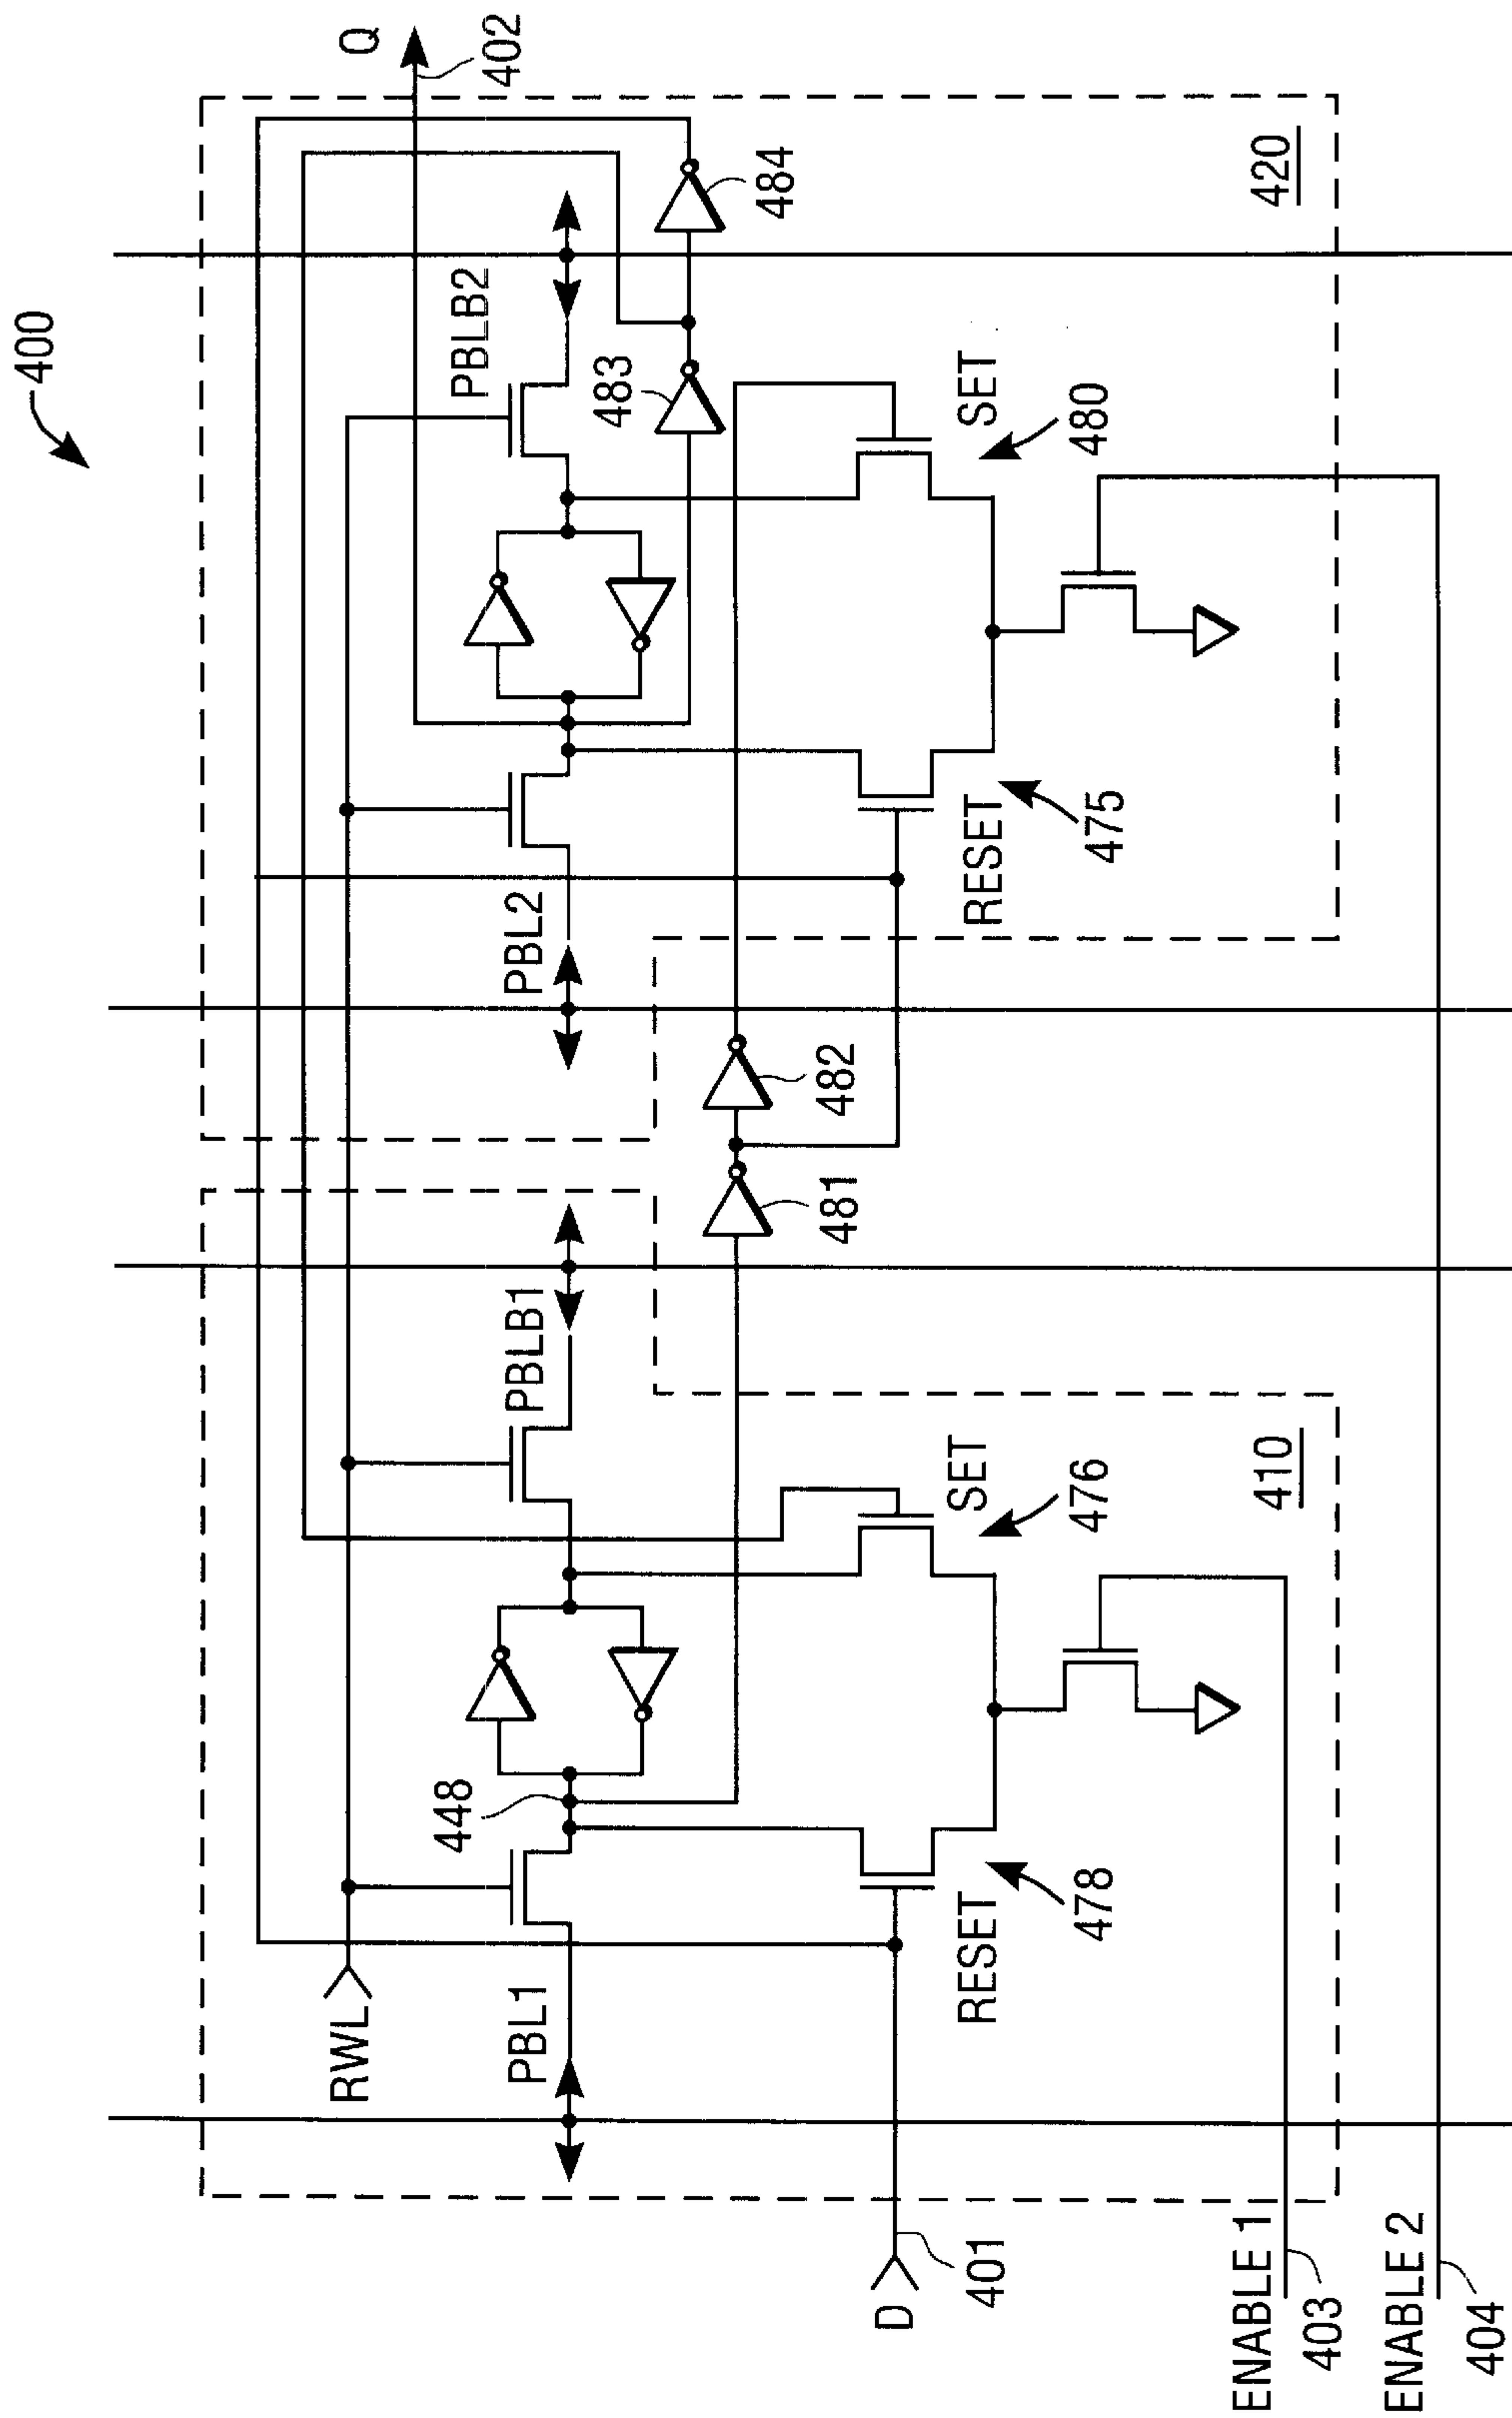 400
Q
402
PBLB2
484
420
483
SET
480
PBL2
RESET
475
482
481
PBLB1
SET
476
410
448
RWL
PBL1
RESET
478
D
401
ENABLE 1
403
ENABLE 2
404